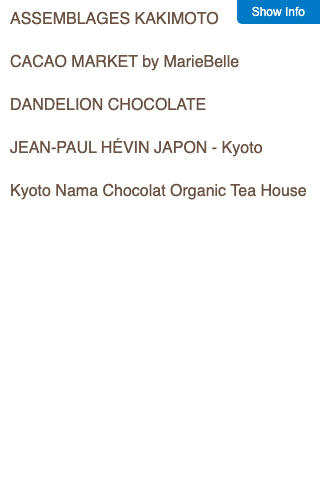 ASSEMBLAGES KAKIMOTO
Show Info
CACAO MARKET by MarieBelle
DANDELION CHOCOLATE
JEAN-PAUL HÉVIN JAPON - Kyoto
Kyoto Nama Chocolat Organic Tea House